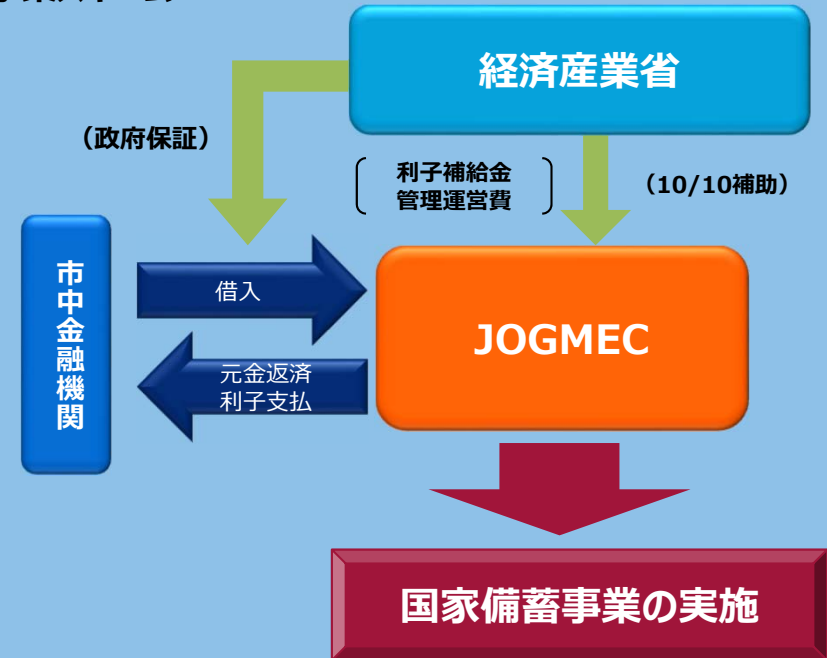 経済産業省
（政府保証）
利子補給金
管理運営費
（10/10補助）
市中金融機関
借入
JOGMEC
元金返済
利子支払
国家備蓄事業の実施